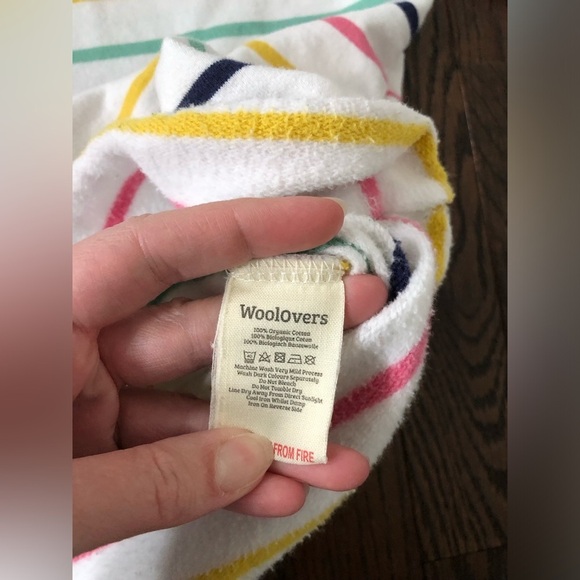 WoolOvers
100% Organic Cotton
100% Biologique Coton
100% Biologisch Baumwolle
Machine Wash Very Mild Process
Wash Dark Colours Separately
Do Not Bleach
Do Not Tumble Dry
Line Dry Away From Direct Sunlight
Cool Iron Whilst Damp
Iron On Reverse Side
FROM FIRE